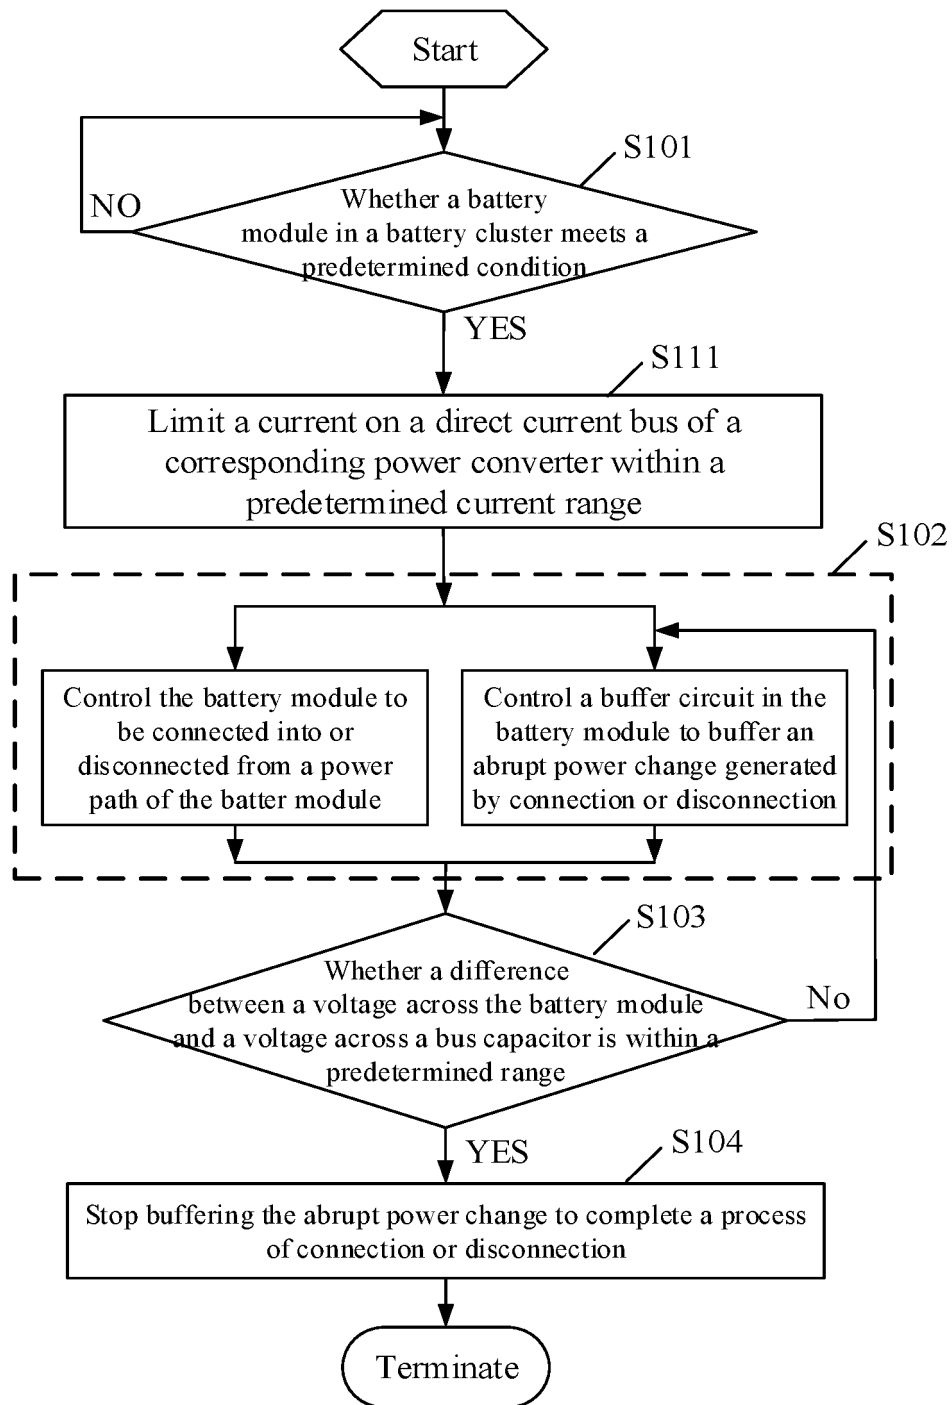 Start
S101
Whether a battery
module in a battery cluster meets a
predetermined condition
NO
YES
S111
Limit a current on a direct current bus of a
corresponding power converter within a
predetermined current range
S102
Control the battery module to
be connected into or
disconnected from a power
path of the batter module
Control a buffer circuit in the
battery module to buffer an
abrupt power change generated
by connection or disconnection
S103
Whether a difference
between a voltage across the battery module
and a voltage across a bus capacitor is within a
predetermined range
No
YES
S104
Stop buffering the abrupt power change to complete a process
of connection or disconnection
Terminate